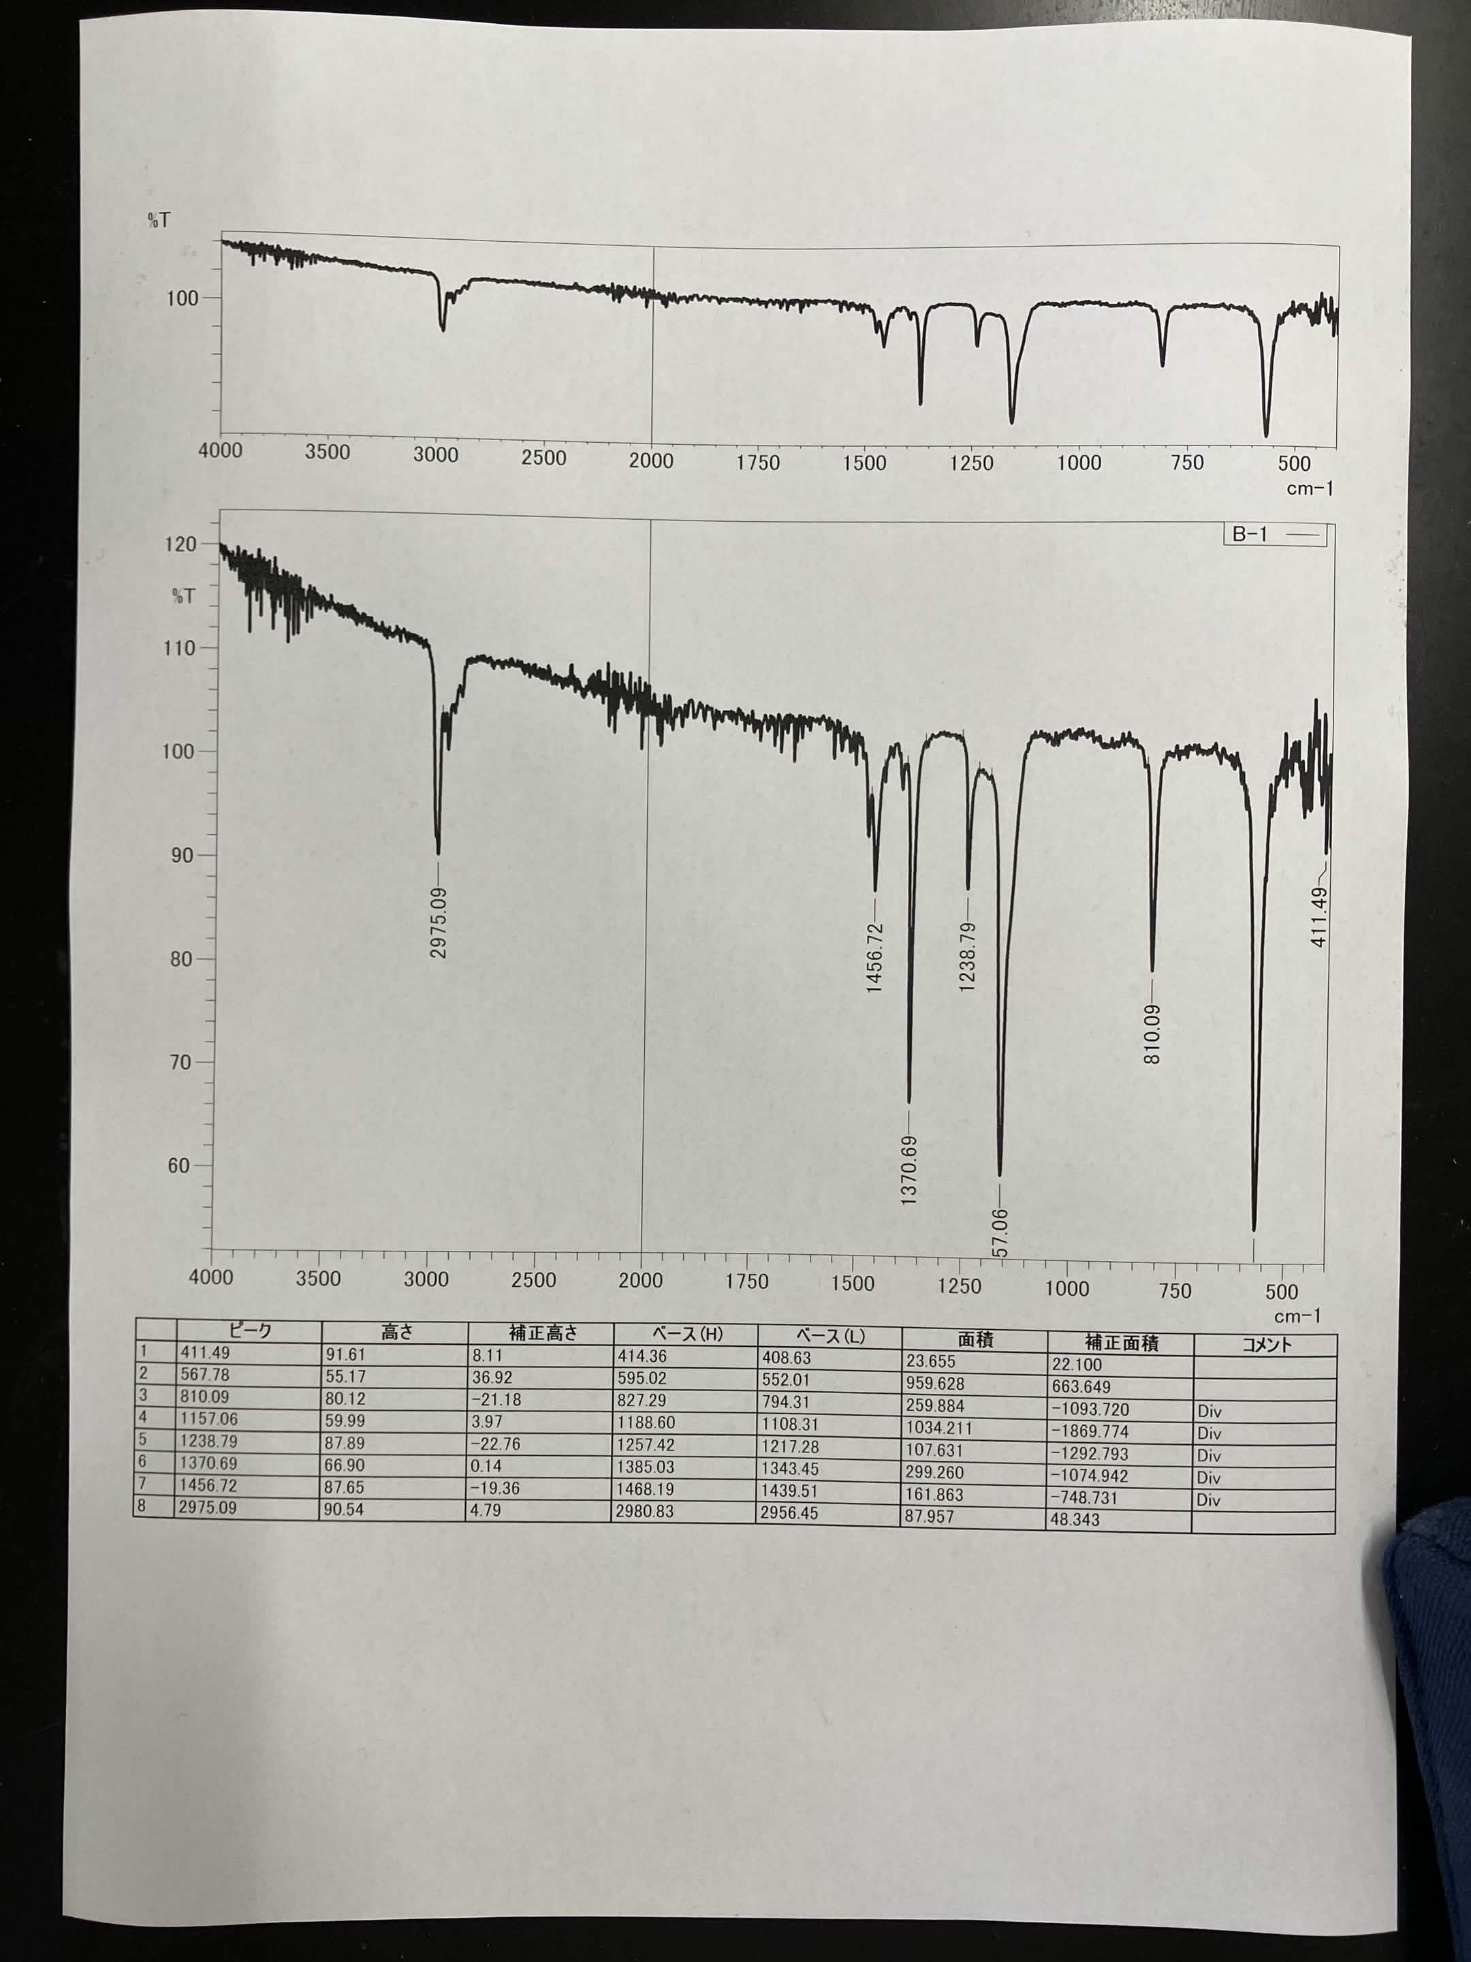 %T
100
4000 3500 3000 2500 2000 1750 1500 1250 1000 750 500
cm-1
B-1
120
%T
110
100
90
80
70
60
2975.09
1456.72
1370.69
1238.79
57.06
810.09
411.49
4000 3500 3000 2500 2000 1750 1500 1250 1000 750 500
cm-1
ピーク 高さ 補正高さ ベース(H) ベース(L) 面積 補正面積 コメント
1 411.49 91.61 8.11 414.36 408.63 23.655 22.100
2 567.78 55.17 36.92 595.02 552.01 959.628 663.649
3 810.09 80.12 -21.18 827.29 794.31 259.884 -1093.720 Div
4 1157.06 59.99 3.97 1188.60 1108.31 1034.211 -1869.774 Div
5 1238.79 87.89 -22.76 1257.42 1217.28 107.631 -1292.793 Div
6 1370.69 66.90 0.14 1385.03 1343.45 299.260 -1074.942 Div
7 1456.72 87.65 -19.36 1468.19 1439.51 161.863 -748.731 Div
8 2975.09 90.54 4.79 2980.83 2956.45 87.957 48.343